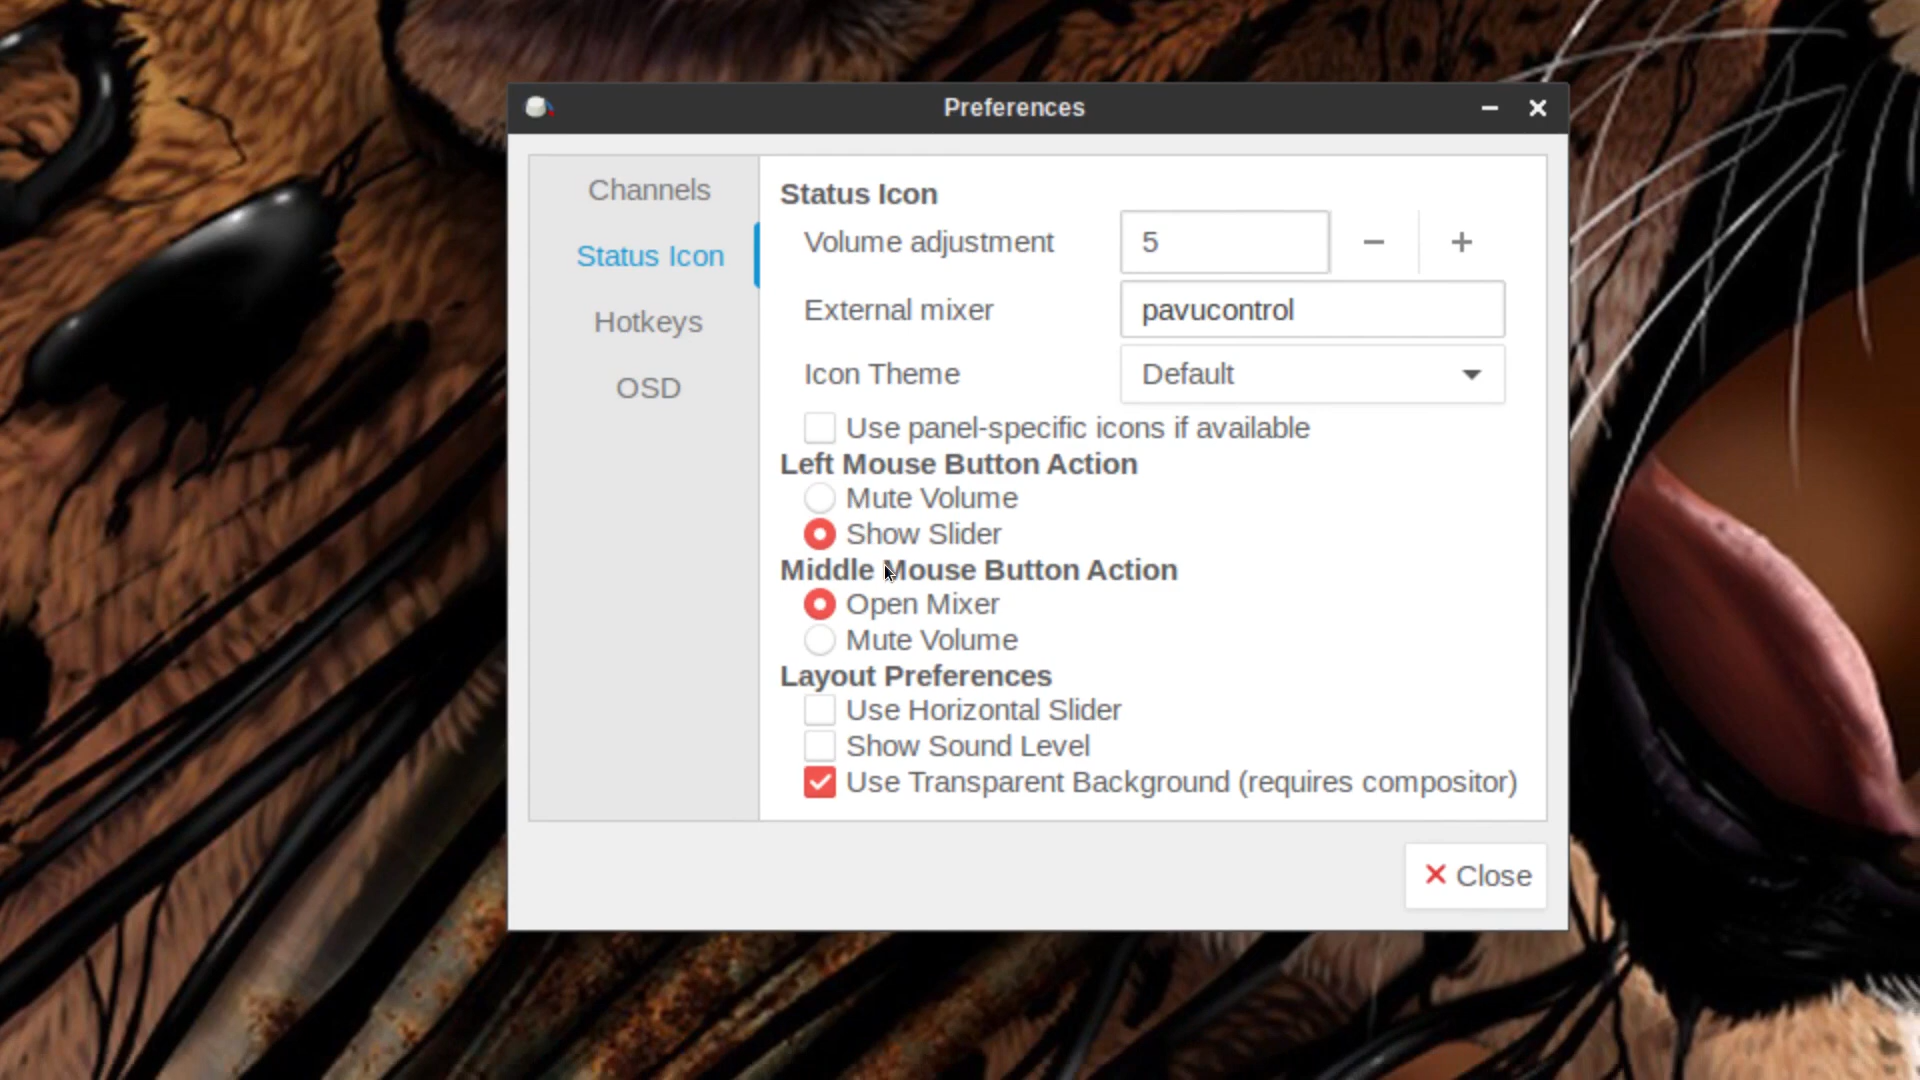 Preferences
Channels
Status Icon
Hotkeys
OSD
Status Icon
Volume adjustment 5
External mixer pavucontrol
Icon Theme Default
Use panel-specific icons if available
Left Mouse Button Action
Mute Volume
Show Slider
Middle Mouse Button Action
Open Mixer
Mute Volume
Layout Preferences
Use Horizontal Slider
Show Sound Level
Use Transparent Background (requires compositor)
Close